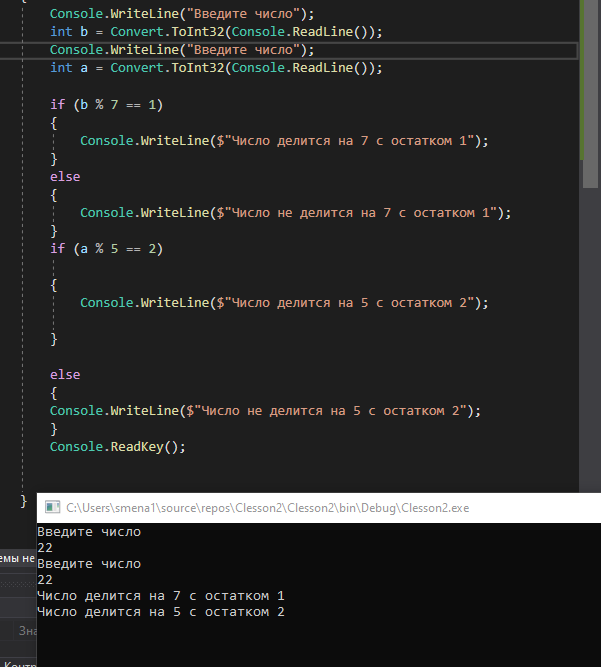 {
Console.WriteLine("Введите число");
int b = Convert.ToInt32(Console.ReadLine());
Console.WriteLine("Введите число");
int a = Convert.ToInt32(Console.ReadLine());
if (b % 7 == 1)
{
Console.WriteLine($"Число делится на 7 с остатком 1");
}
else
{
Console.WriteLine($"Число не делится на 7 с остатком 1");
}
if (a % 5 == 2)
{
Console.WriteLine($"Число делится на 5 с остатком 2");
}
else
{
Console.WriteLine($"Число не делится на 5 с остатком 2");
}
Console.ReadKey();
}
C:\Users\smena1\source\repos\Clesson2\Clesson2\bin\Debug\Clesson2.exe
Введите число
22
Введите число
22
Число делится на 7 с остатком 1
Число делится на 5 с остатком 2
емы не
Зна
Контр